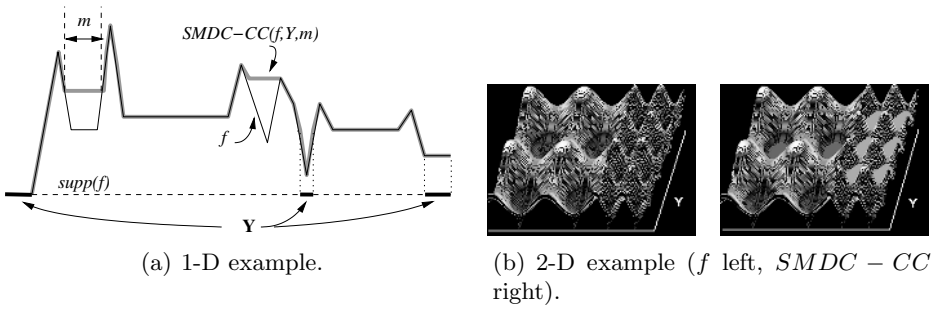 m
SMDC−CC(f,Y,m)
f
supp(f)
Y
Y
Y
(a) 1-D example.
(b) 2-D example (f left, SMDC − CC
right).